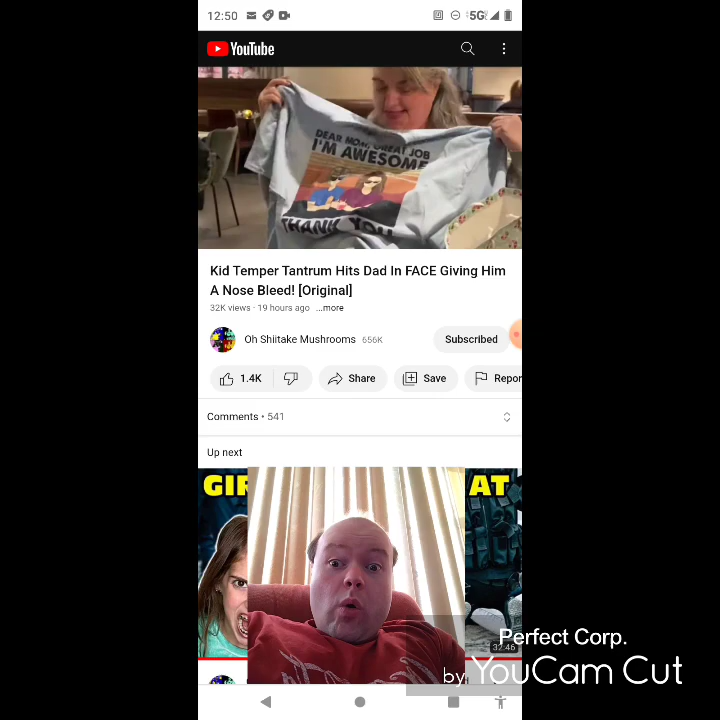 12:50
5G
YouTube
DEAR MOM, GREAT JOB
I'M AWESOME
THANK YOU
Kid Temper Tantrum Hits Dad In FACE Giving Him
A Nose Bleed! [Original]
32K views · 19 hours ago ...more
Oh Shiitake Mushrooms 656K
Subscribed
1.4K
Share
Save
Repor
Comments • 541
Up next
GIR
AT
32:46
Perfect Corp.
by YouCam Cut